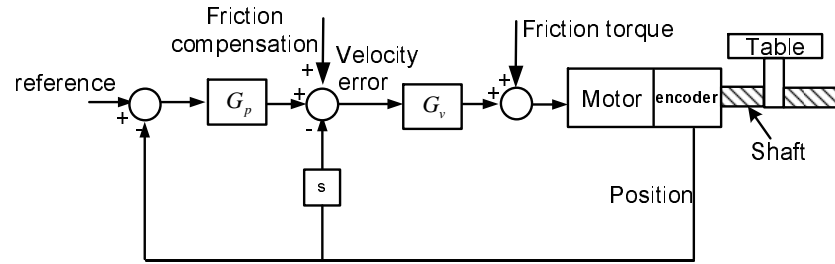 Friction
compensation
Friction torque
Table
Velocity
error
reference
+
+
+
+
+
-
-
G_p
G_v
Motor
encoder
Shaft
s
Position